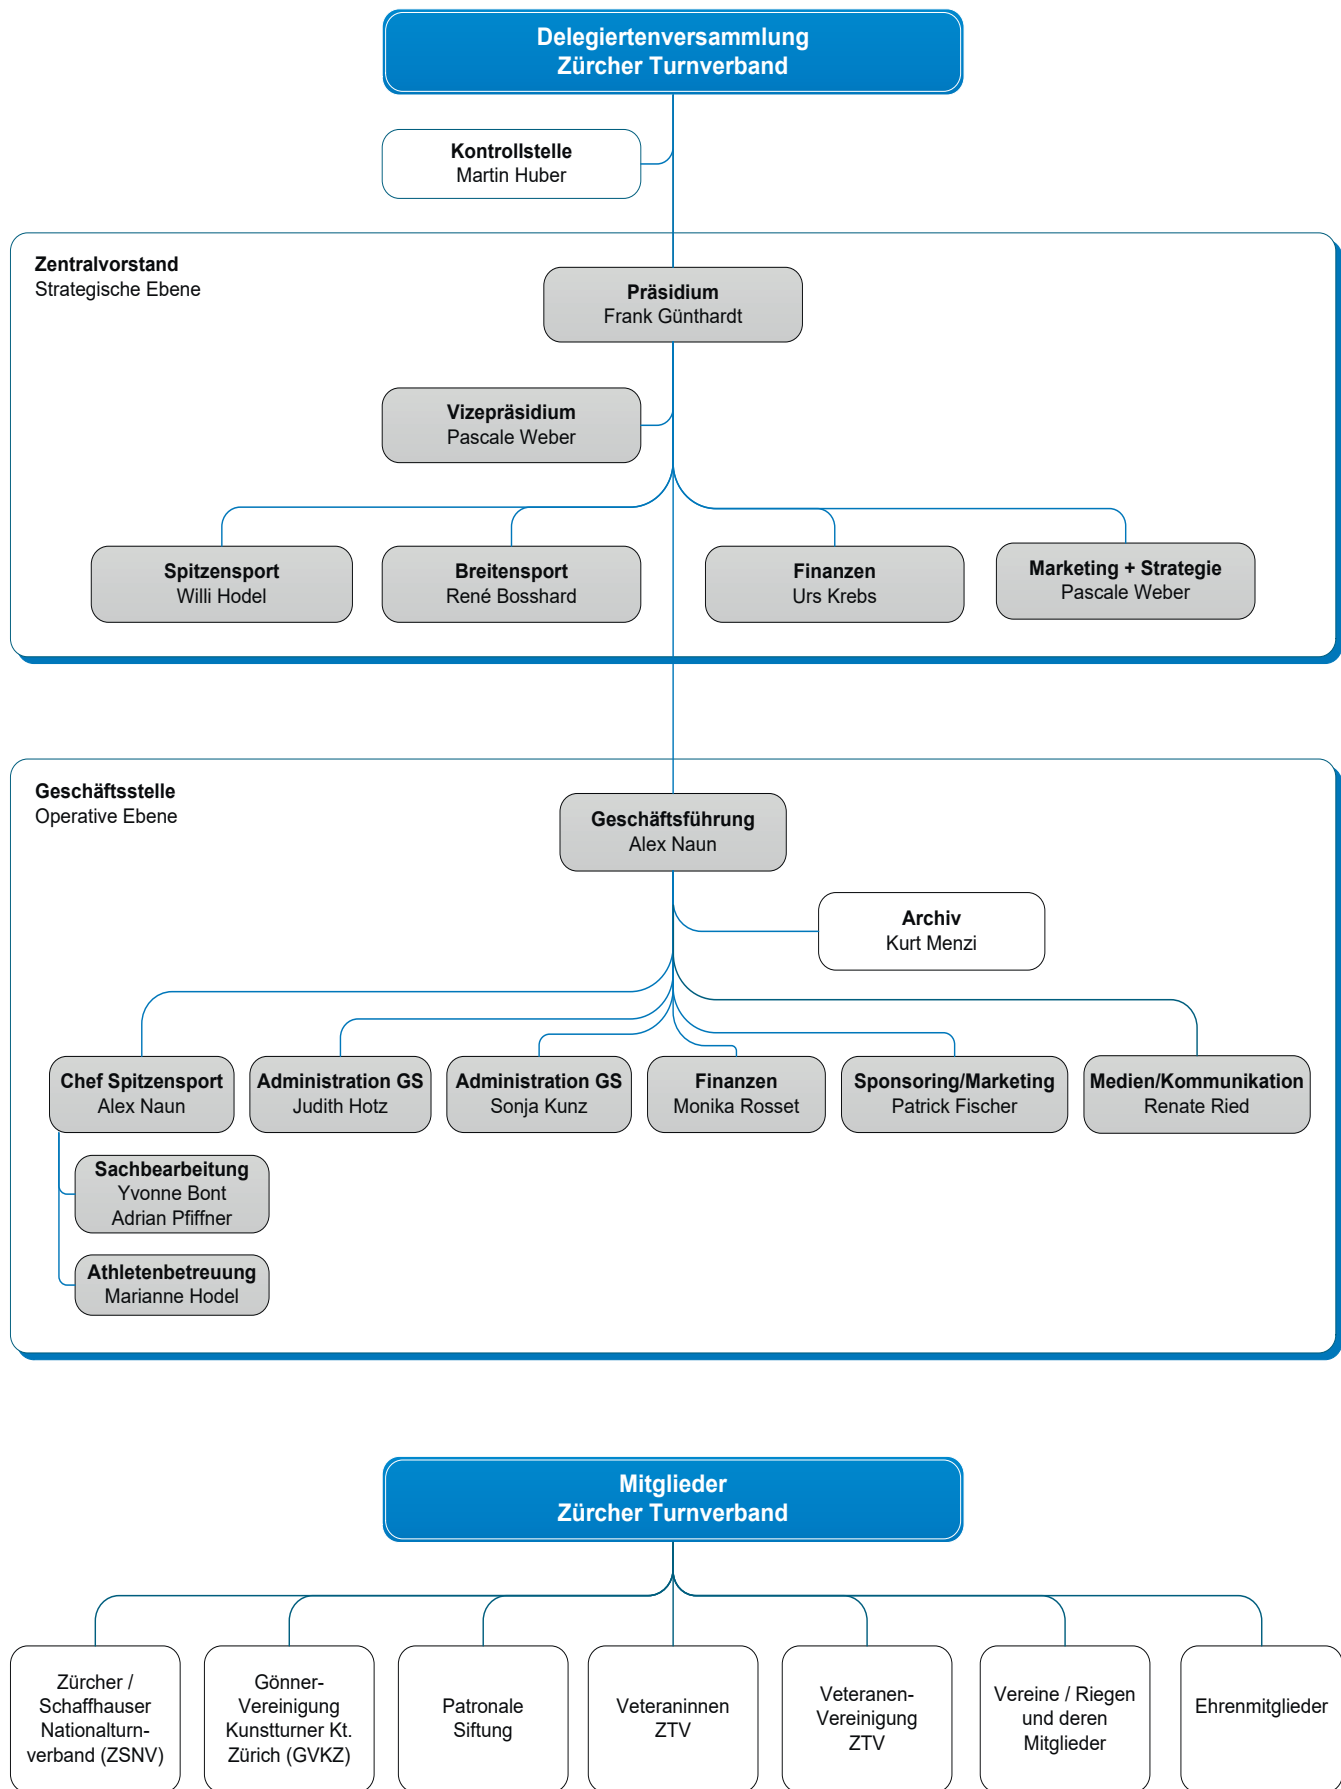 Delegiertenversammlung
Zürcher Turnverband
Kontrollstelle
Martin Huber
Zentralvorstand
Strategische Ebene
Präsidium
Frank Günthardt
Vizepräsidium
Pascale Weber
Spitzensport
Willi Hodel
Breitensport
René Bosshard
Finanzen
Urs Krebs
Marketing + Strategie
Pascale Weber
Geschäftsstelle
Operative Ebene
Geschäftsführung
Alex Naun
Archiv
Kurt Menzi
Chef Spitzensport
Alex Naun
Administration GS
Judith Hotz
Administration GS
Sonja Kunz
Finanzen
Monika Rosset
Sponsoring/Marketing
Patrick Fischer
Medien/Kommunikation
Renate Ried
Sachbearbeitung
Yvonne Bont
Adrian Pfiffner
Athletenbetreuung
Marianne Hodel
Mitglieder
Zürcher Turnverband
Zürcher /
Schaffhauser
Nationalturn-
verband (ZSNV)
Gönner-
Vereinigung
Kunstturner Kt.
Zürich (GVKZ)
Patronale
Siftung
Veteraninnen
ZTV
Veteranen-
Vereinigung
ZTV
Vereine / Riegen
und deren
Mitglieder
Ehrenmitglieder